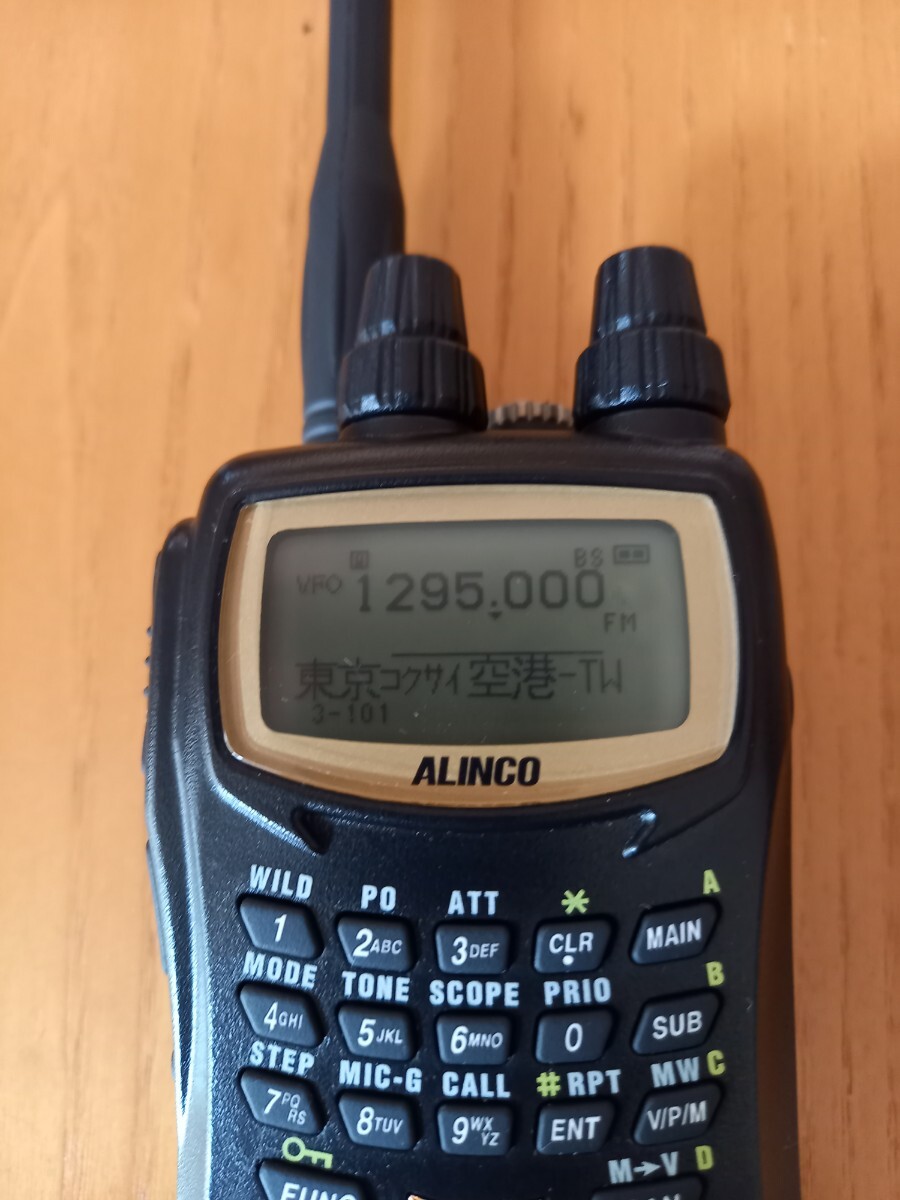 BS
VFO 1295.000
FM
東京コクサイ空港-TW
3-101
ALINCO
WILD PO ATT * A
1 2ABC 3DEF CLR MAIN
MODE TONE SCOPE PRIO B
4GHI 5JKL 6MNO 0 SUB
STEP MIC-G CALL #RPT MW C
7PQRS 8TUV 9WXYZ ENT V/P/M
M→V D
FUNC